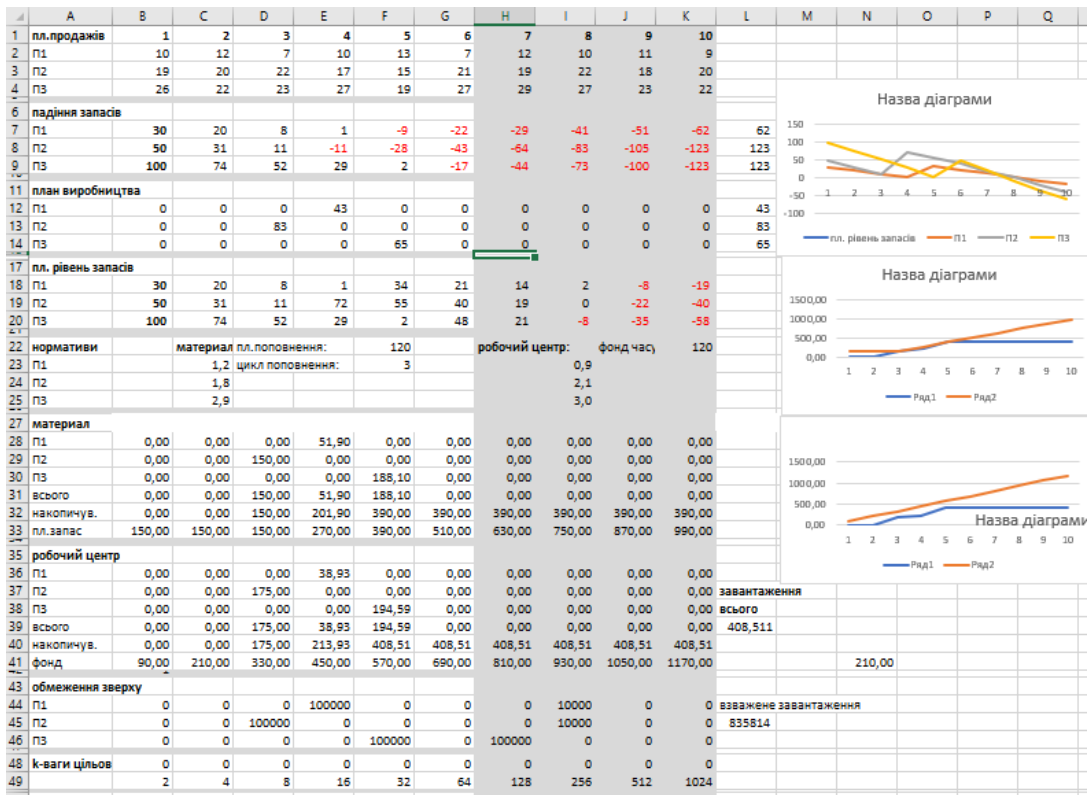 A B C D E F G H I J K L M N O P Q
1 пл.продажів 1 2 3 4 5 6 7 8 9 10
2 П1 10 12 7 10 13 7 12 10 11 9
3 П2 19 20 22 17 15 21 19 22 18 20
4 П3 26 22 23 27 19 27 29 27 23 22
6 падіння запасів
7 П1 30 20 8 1 -9 -22 -29 -41 -51 -62 62
8 П2 50 31 11 -11 -28 -43 -64 -83 -105 -123 123
9 П3 100 74 52 29 2 -17 -44 -73 -100 -123 123
11 план виробництва
12 П1 0 0 0 43 0 0 0 0 0 0 43
13 П2 0 0 83 0 0 0 0 0 0 0 83
14 П3 0 0 0 0 65 0 0 0 0 0 65
17 пл. рівень запасів
18 П1 30 20 8 1 34 21 14 2 -8 -19
19 П2 50 31 11 72 55 40 19 0 -22 -40
20 П3 100 74 52 29 2 48 21 -8 -35 -58
22 нормативи материал пл.поповнення: 120 робочий центр: фонд часу 120
23 П1 1,2 цикл поповнення: 3 0,9
24 П2 1,8 2,1
25 П3 2,9 3,0
27 материал
28 П1 0,00 0,00 0,00 51,90 0,00 0,00 0,00 0,00 0,00 0,00
29 П2 0,00 0,00 150,00 0,00 0,00 0,00 0,00 0,00 0,00 0,00
30 П3 0,00 0,00 0,00 0,00 188,10 0,00 0,00 0,00 0,00 0,00
31 всього 0,00 0,00 150,00 51,90 188,10 0,00 0,00 0,00 0,00 0,00
32 накопичув. 0,00 0,00 150,00 201,90 390,00 390,00 390,00 390,00 390,00 390,00
33 пл.запас 150,00 150,00 150,00 270,00 390,00 510,00 630,00 750,00 870,00 990,00
35 робочий центр
36 П1 0,00 0,00 0,00 38,93 0,00 0,00 0,00 0,00 0,00 0,00
37 П2 0,00 0,00 175,00 0,00 0,00 0,00 0,00 0,00 0,00 0,00 завантаження
38 П3 0,00 0,00 0,00 0,00 194,59 0,00 0,00 0,00 0,00 0,00 всього
39 всього 0,00 0,00 175,00 38,93 194,59 0,00 0,00 0,00 0,00 0,00 408,511
40 накопичув. 0,00 0,00 175,00 213,93 408,51 408,51 408,51 408,51 408,51 408,51
41 фонд 90,00 210,00 330,00 450,00 570,00 690,00 810,00 930,00 1050,00 1170,00 210,00
43 обмеження зверху
44 П1 0 0 0 100000 0 0 0 10000 0 0 взважене завантаження
45 П2 0 0 100000 0 0 0 0 10000 0 0 835814
46 П3 0 0 0 0 100000 0 100000 0 0 0
48 k-ваги цільов 0 0 0 0 0 0 0 0 0 0
49 2 4 8 16 32 64 128 256 512 1024
Назва діаграми
150
100
50
0
-50
-100
1 2 3 4 5 6 7 8 9 10
пл. рівень запасів П1 П2 П3
Назва діаграми
1500,00
1000,00
500,00
0,00
1 2 3 4 5 6 7 8 9 10
Ряд1 Ряд2
1500,00
1000,00
500,00
0,00
Назва діаграми
1 2 3 4 5 6 7 8 9 10
Ряд1 Ряд2